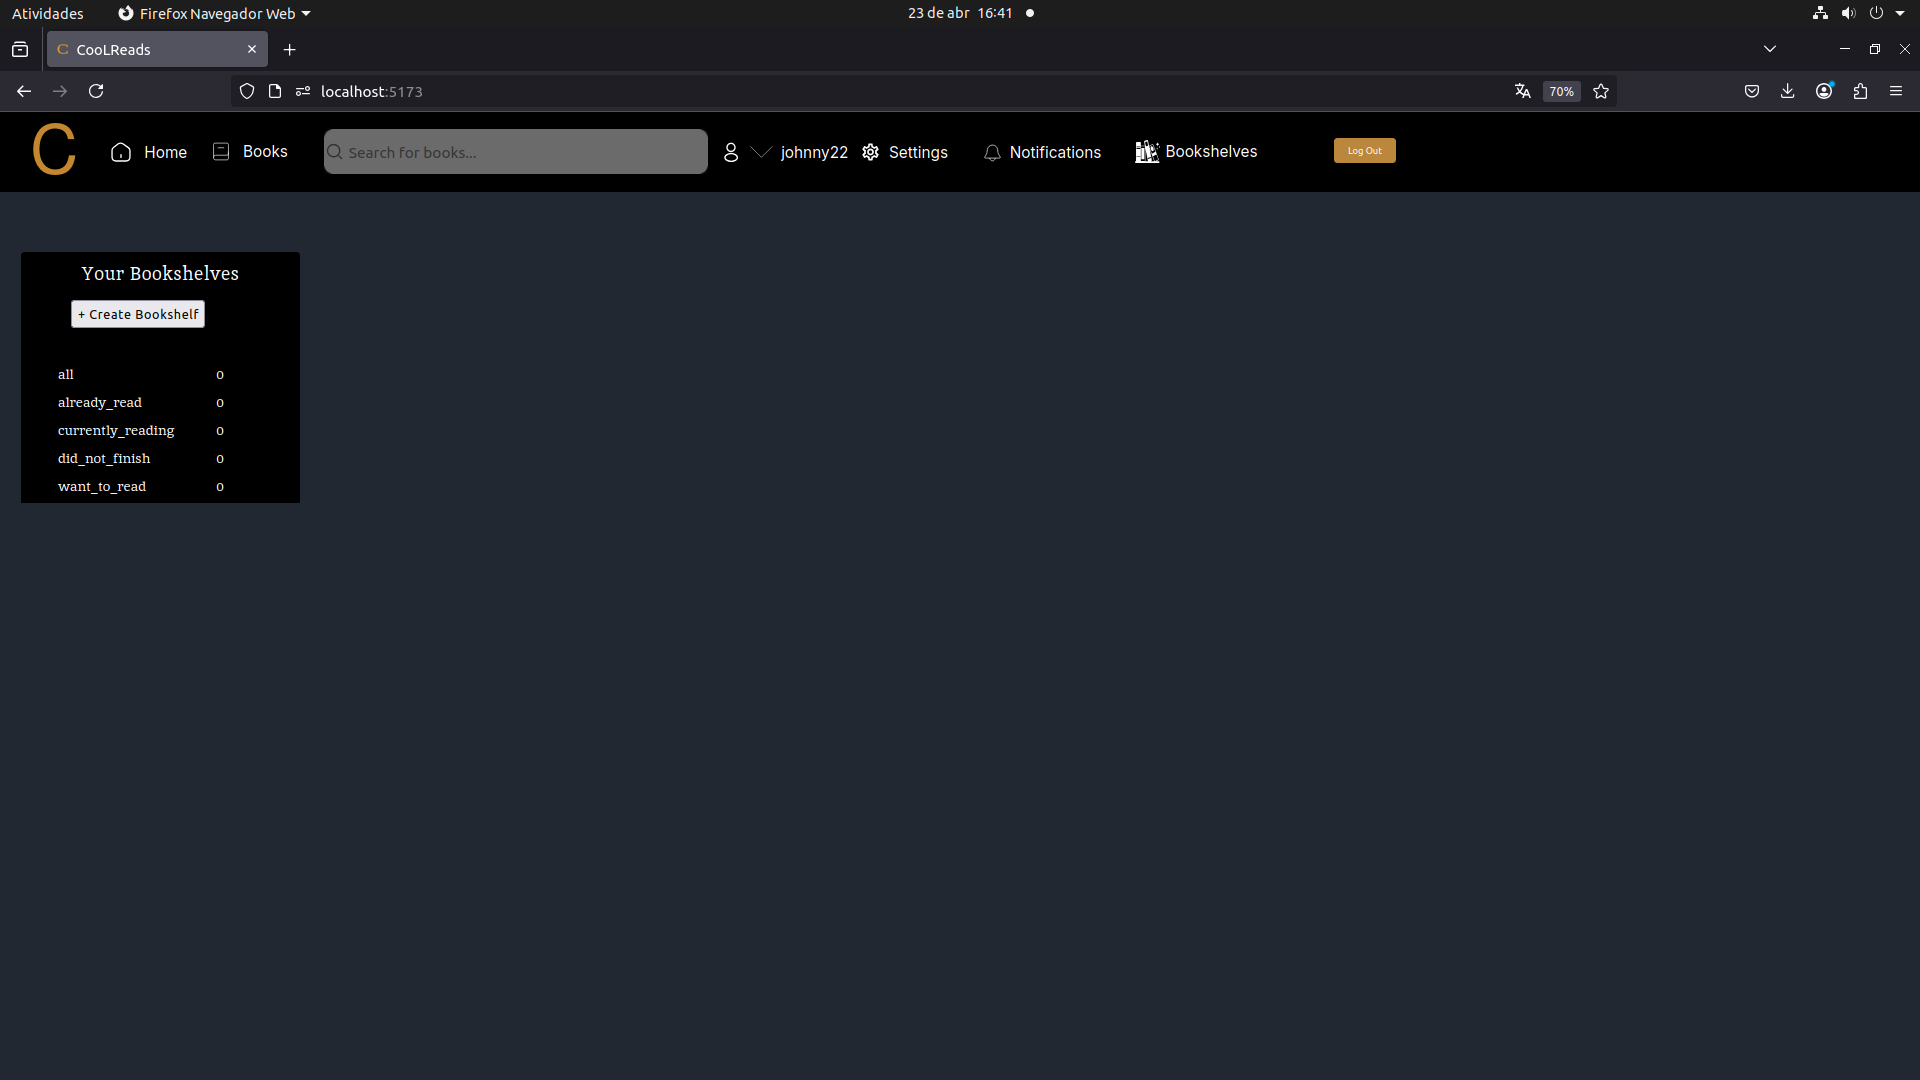 Atividades Firefox Navegador Web 23 de abr 16:41
C CooLReads
localhost:5173 70%
C Home Books Search for books... johnny22 Settings Notifications Bookshelves Log Out
Your Bookshelves
+ Create Bookshelf
all 0
already_read 0
currently_reading 0
did_not_finish 0
want_to_read 0